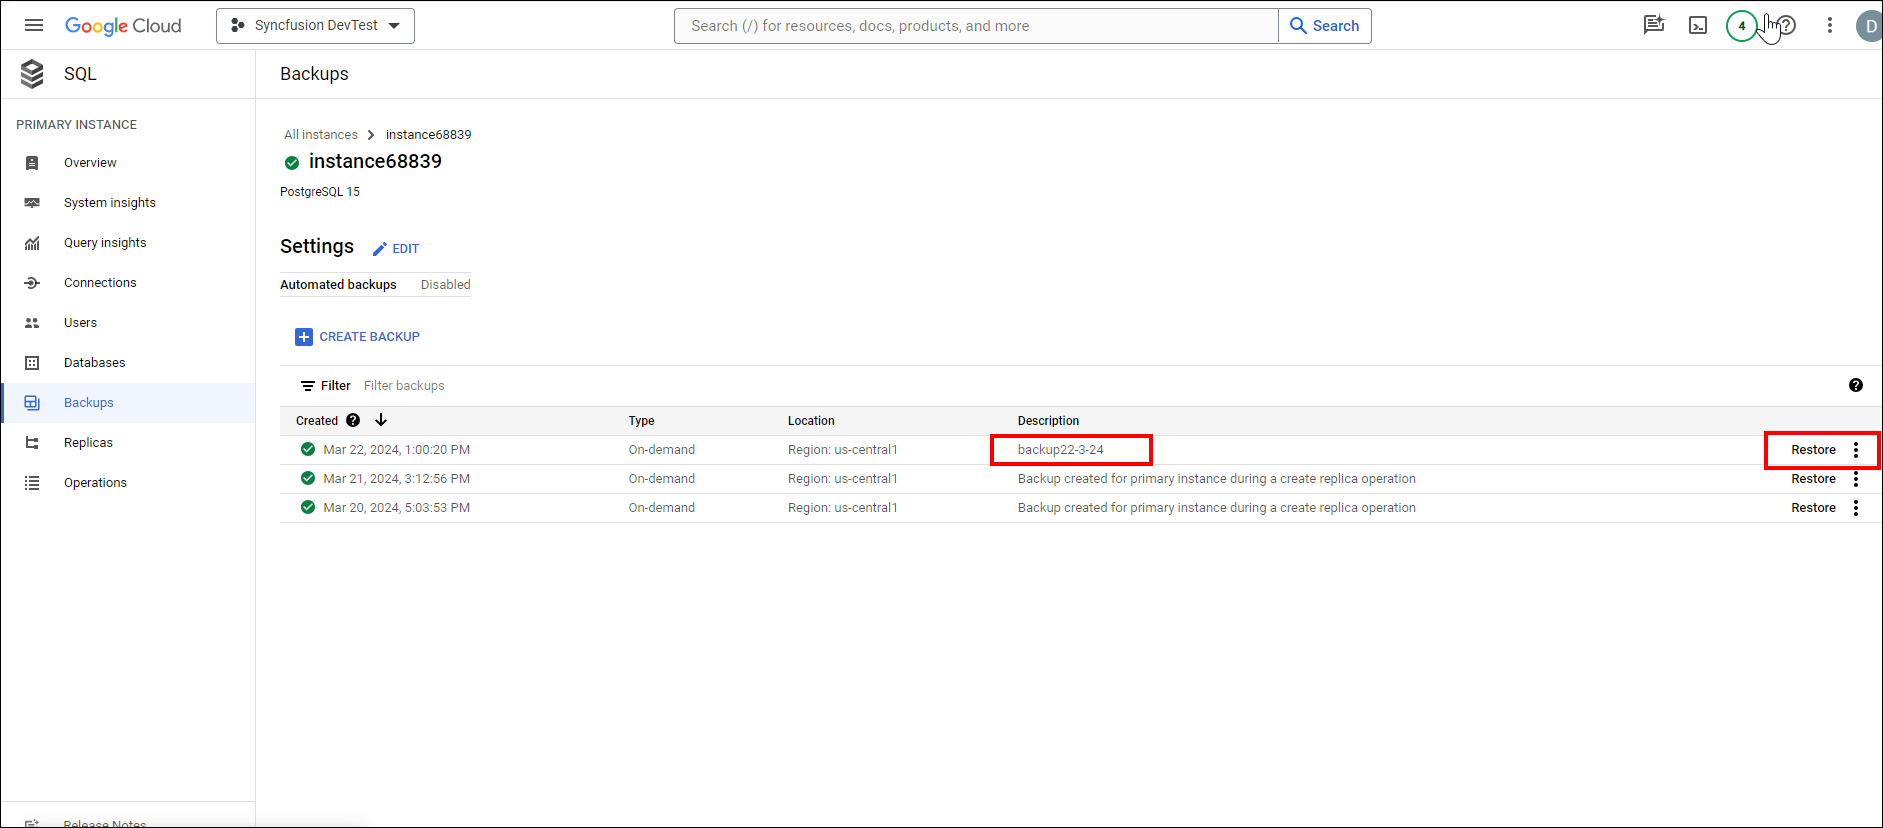 Google Cloud
Syncfusion DevTest
Search (/) for resources, docs, products, and more
Search
4
D
SQL
Backups
PRIMARY INSTANCE
Overview
System insights
Query insights
Connections
Users
Databases
Backups
Replicas
Operations
Release Notes
All instances > instance68839
instance68839
PostgreSQL 15
Settings EDIT
Automated backups Disabled
CREATE BACKUP
Filter Filter backups
Created Type Location Description
Mar 22, 2024, 1:00:20 PM On-demand Region: us-central1 backup22-3-24 Restore
Mar 21, 2024, 3:12:56 PM On-demand Region: us-central1 Backup created for primary instance during a create replica operation Restore
Mar 20, 2024, 5:03:53 PM On-demand Region: us-central1 Backup created for primary instance during a create replica operation Restore